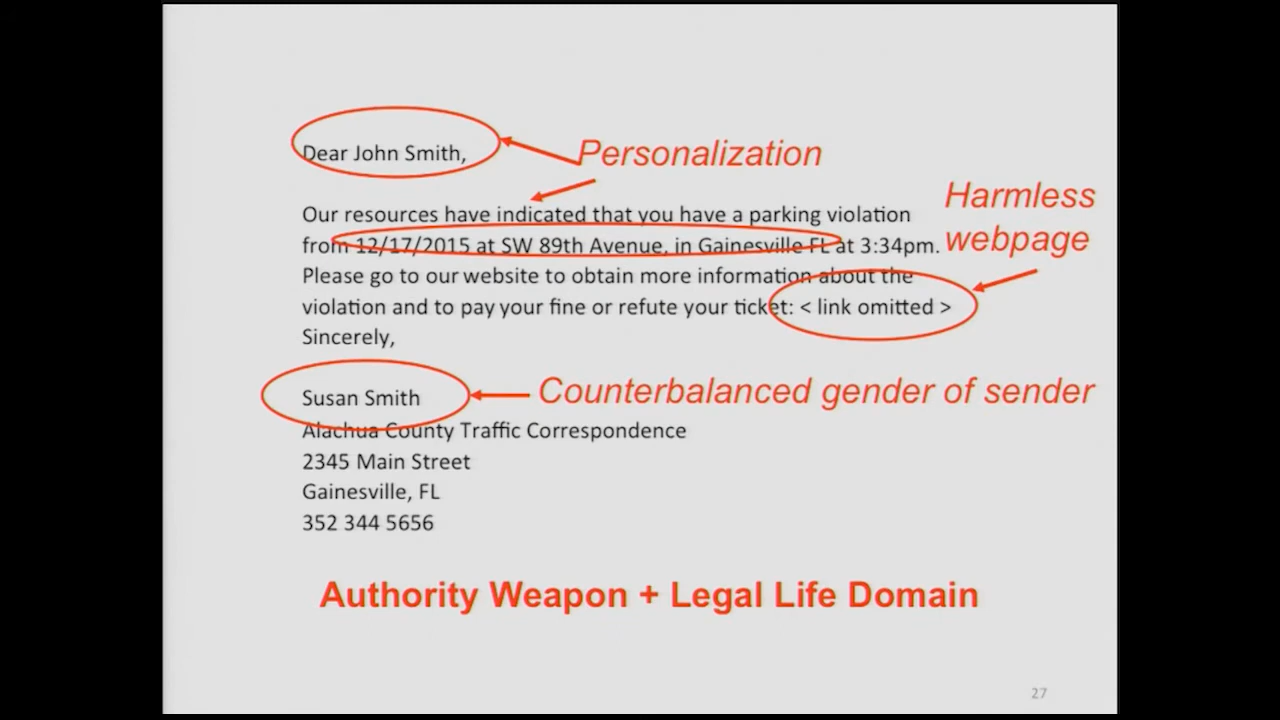 Dear John Smith,
Personalization
Harmless
webpage
Our resources have indicated that you have a parking violation
from 12/17/2015 at SW 89th Avenue, in Gainesville FL at 3:34pm.
Please go to our website to obtain more information about the
violation and to pay your fine or refute your ticket: < link omitted >
Sincerely,
Susan Smith
Counterbalanced gender of sender
Alachua County Traffic Correspondence
2345 Main Street
Gainesville, FL
352 344 5656
Authority Weapon + Legal Life Domain
27